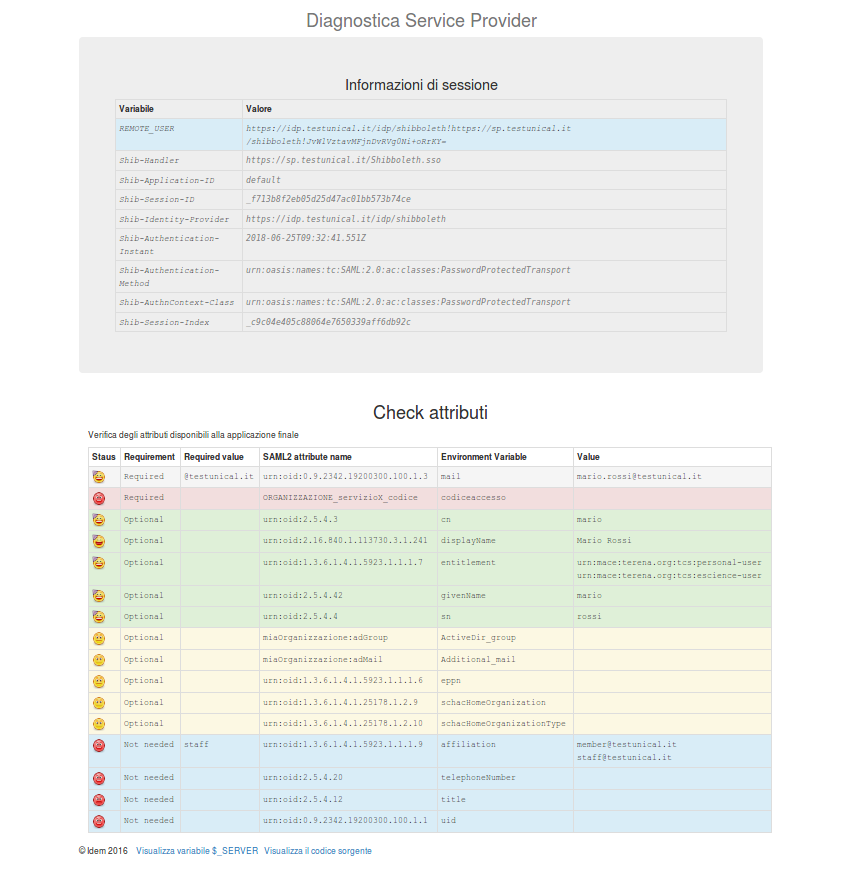 Diagnostica Service Provider
Informazioni di sessione
Variabile Valore
REMOTE_USER https://idp.testunical.it/idp/shibboleth!https://sp.testunical.it
/shibboleth!JvWlVztavMFjnDvRVg0Ni+oRrKY=
Shib-Handler https://sp.testunical.it/Shibboleth.sso
Shib-Application-ID default
Shib-Session-ID _f713b8f2eb05d25d47ac01bb573b74ce
Shib-Identity-Provider https://idp.testunical.it/idp/shibboleth
Shib-Authentication- 2018-06-25T09:32:41.551Z
Instant
Shib-Authentication- urn:oasis:names:tc:SAML:2.0:ac:classes:PasswordProtectedTransport
Method
Shib-AuthnContext-Class urn:oasis:names:tc:SAML:2.0:ac:classes:PasswordProtectedTransport
Shib-Session-Index _c9c04e405c88064e7650339aff6db92c
Check attributi
Verifica degli attributi disponibili alla applicazione finale
Staus Requirement Required value SAML2 attribute name Environment Variable Value
Required @testunical.it urn:oid:0.9.2342.19200300.100.1.3 mail mario.rossi@testunical.it
Required ORGANIZZAZIONE_servizioX_codice codiceaccesso
Optional urn:oid:2.5.4.3 cn mario
Optional urn:oid:2.16.840.1.113730.3.1.241 displayName Mario Rossi
Optional urn:oid:1.3.6.1.4.1.5923.1.1.1.7 entitlement urn:mace:terena.org:tcs:personal-user
urn:mace:terena.org:tcs:escience-user
Optional urn:oid:2.5.4.42 givenName mario
Optional urn:oid:2.5.4.4 sn rossi
Optional miaOrganizzazione:adGroup ActiveDir_group
Optional miaOrganizzazione:adMail Additional_mail
Optional urn:oid:1.3.6.1.4.1.5923.1.1.1.6 eppn
Optional urn:oid:1.3.6.1.4.1.25178.1.2.9 schacHomeOrganization
Optional urn:oid:1.3.6.1.4.1.25178.1.2.10 schacHomeOrganizationType
Not needed staff urn:oid:1.3.6.1.4.1.5923.1.1.1.9 affiliation member@testunical.it
staff@testunical.it
Not needed urn:oid:2.5.4.20 telephoneNumber
Not needed urn:oid:2.5.4.12 title
Not needed urn:oid:0.9.2342.19200300.100.1.1 uid
© Idem 2016 Visualizza variabile $_SERVER Visualizza il codice sorgente